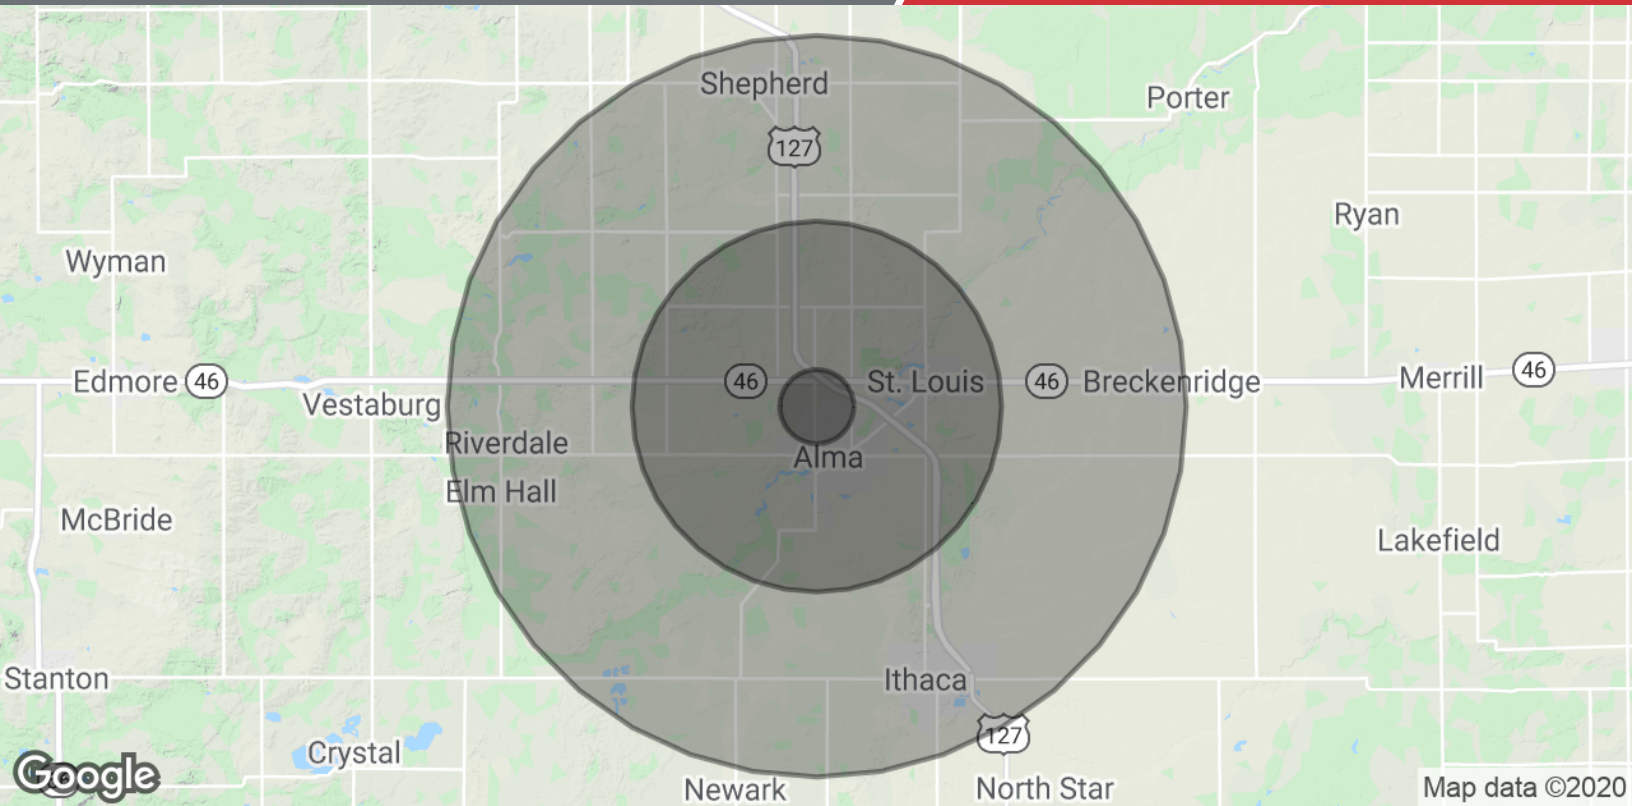 Shepherd
Porter
127
Ryan
Wyman
Edmore 46
46
St. Louis
46
Breckenridge
Merrill
46
Vestaburg
Riverdale
Alma
Elm Hall
McBride
Lakefield
Stanton
Ithaca
127
Crystal
Google
Newark
North Star
Map data ©2020